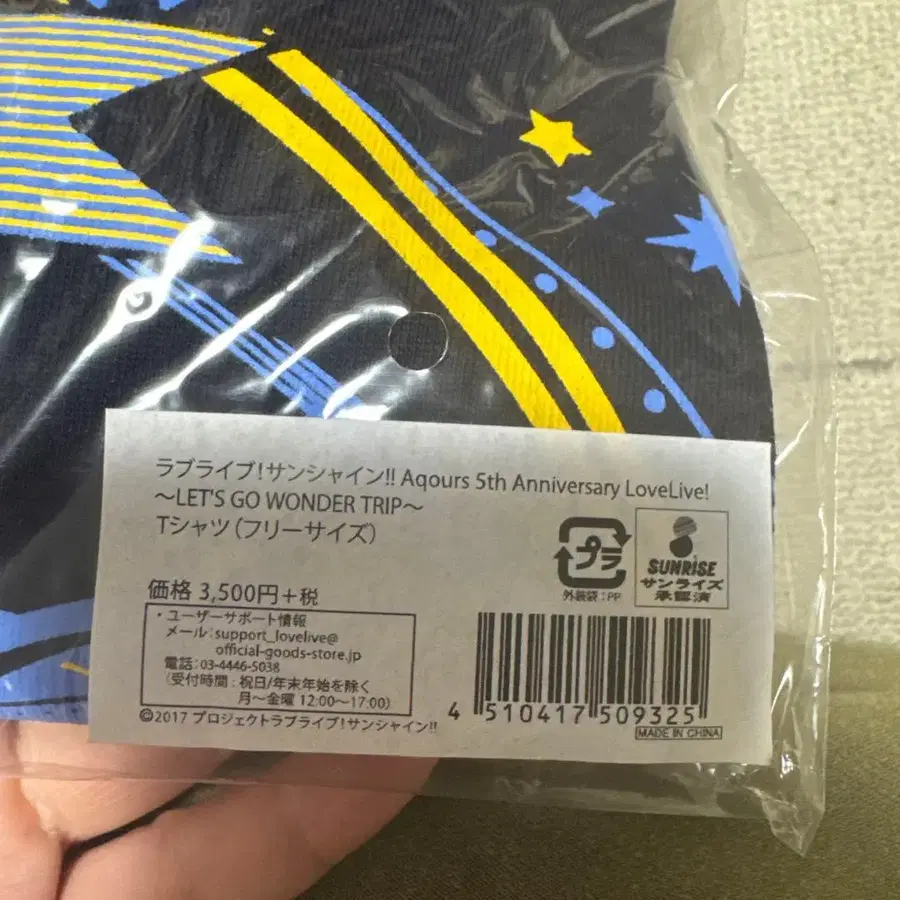 ラブライブ!サンシャイン!! Aqours 5th Anniversary LoveLive!
〜LET'S GO WONDER TRIP〜
Tシャツ(フリーサイズ)
価格 3,500円+税
・ユーザーサポート情報
メール:support_lovelive@
official-goods-store.jp
電話:03-4446-5038
(受付時間:祝日/年末年始を除く
月〜金曜 12:00〜17:00)
©2017 プロジェクトラブライブ!サンシャイン!!
プラ
外装袋:PP
SUNRISE
サンライズ
承認済
4 510417 509325
MADE IN CHINA